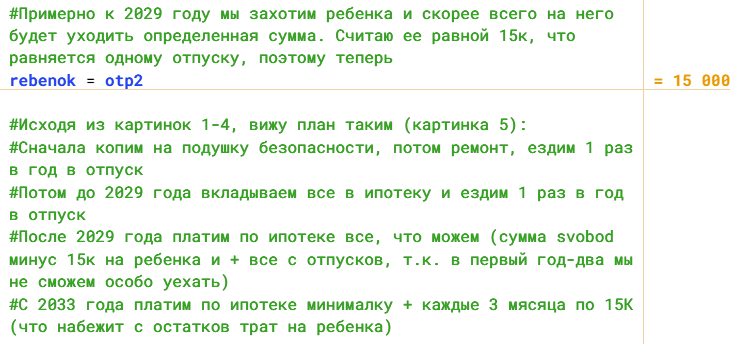 #Примерно к 2029 году мы захотим ребенка и скорее всего на него
будет уходить определенная сумма. Считаю ее равной 15к, что
равняется одному отпуску, поэтому теперь
rebenok = otp2 = 15 000
#Исходя из картинок 1-4, вижу план таким (картинка 5):
#Сначала копим на подушку безопасности, потом ремонт, ездим 1 раз
в год в отпуск
#Потом до 2029 года вкладываем все в ипотеку и ездим 1 раз в год
в отпуск
#После 2029 года платим по ипотеке все, что можем (сумма svobod
минус 15к на ребенка и + все с отпусков, т.к. в первый год-два мы
не сможем особо уехать)
#С 2033 года платим по ипотеке минималку + каждые 3 мясяца по 15К
(что набежит с остатков трат на ребенка)